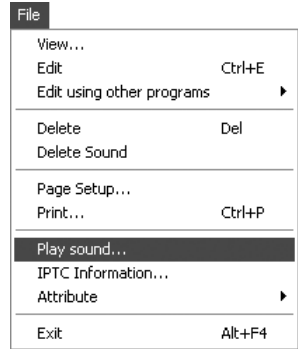 File
View...
Edit Ctrl+E
Edit using other programs
Delete Del
Delete Sound
Page Setup...
Print... Ctrl+P
Play sound...
IPTC Information...
Attribute
Exit Alt+F4